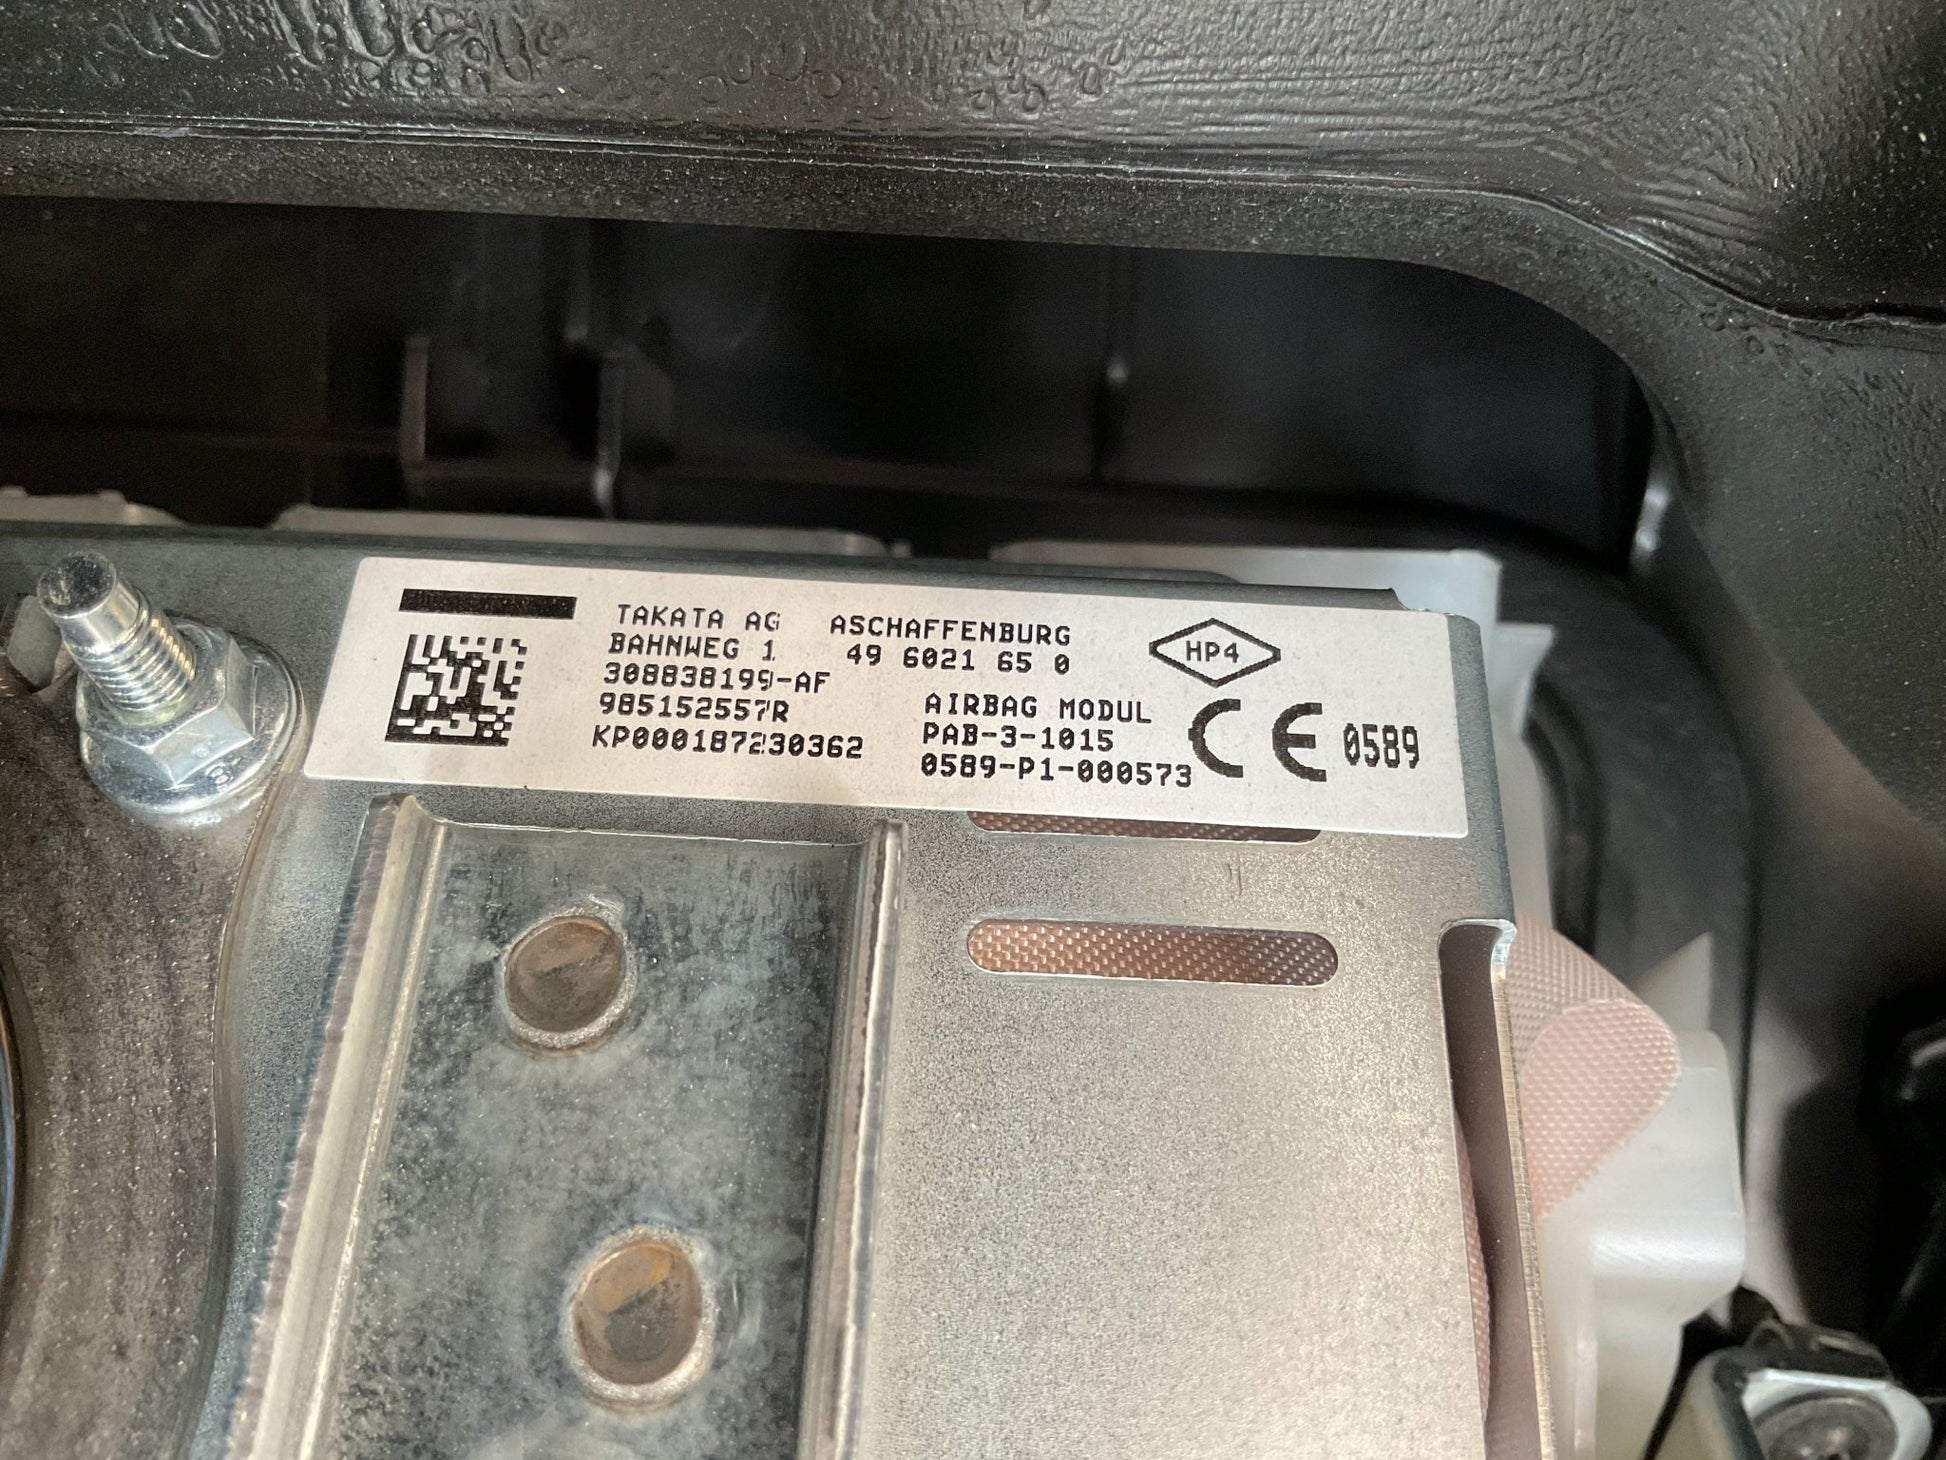 TAKATA AG ASCHAFFENBURG
BAHNWEG 1 49 6021 65 0
308838199-AF
985152557R
KP000187230362
AIRBAG MODUL
PAB-3-1015
0589-P1-000573
HP4
CE 0589